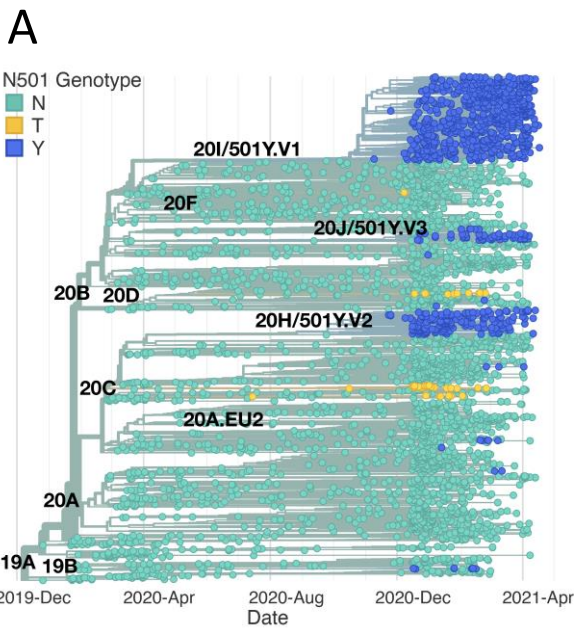 A
N501 Genotype
N
T
Y
20I/501Y.V1
20F
20J/501Y.V3
20B 20D
20H/501Y.V2
20C
20A.EU2
20A
19A 19B
2019-Dec 2020-Apr 2020-Aug 2020-Dec 2021-Apr
Date